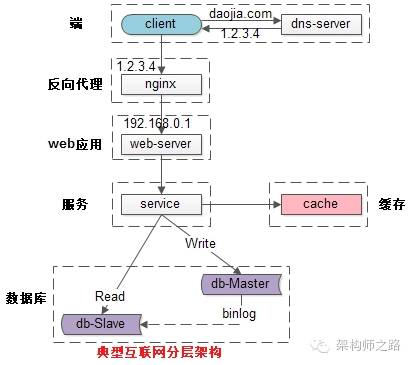 daojia.com
端 client dns-server
1.2.3.4
1.2.3.4
反向代理 nginx
192.168.0.1
web应用 web-server
服务 service cache 缓存
Write
db-Master
数据库 Read binlog
db-Slave
典型互联网分层架构 架构师之路